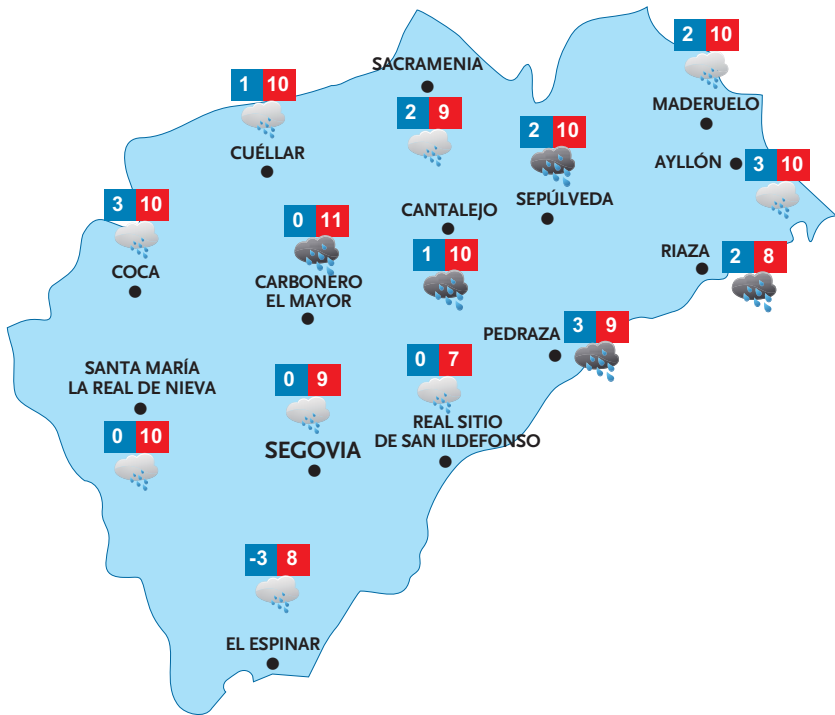 2 10
MADERUELO
SACRAMENIA
2 9
1 10
CUÉLLAR
2 10
SEPÚLVEDA
AYLLÓN
3 10
3 10
COCA
0 11
CARBONERO
EL MAYOR
CANTALEJO
1 10
RIAZA
2 8
PEDRAZA
3 9
SANTA MARÍA
LA REAL DE NIEVA
0 10
0 9
SEGOVIA
0 7
REAL SITIO
DE SAN ILDEFONSO
-3 8
EL ESPINAR